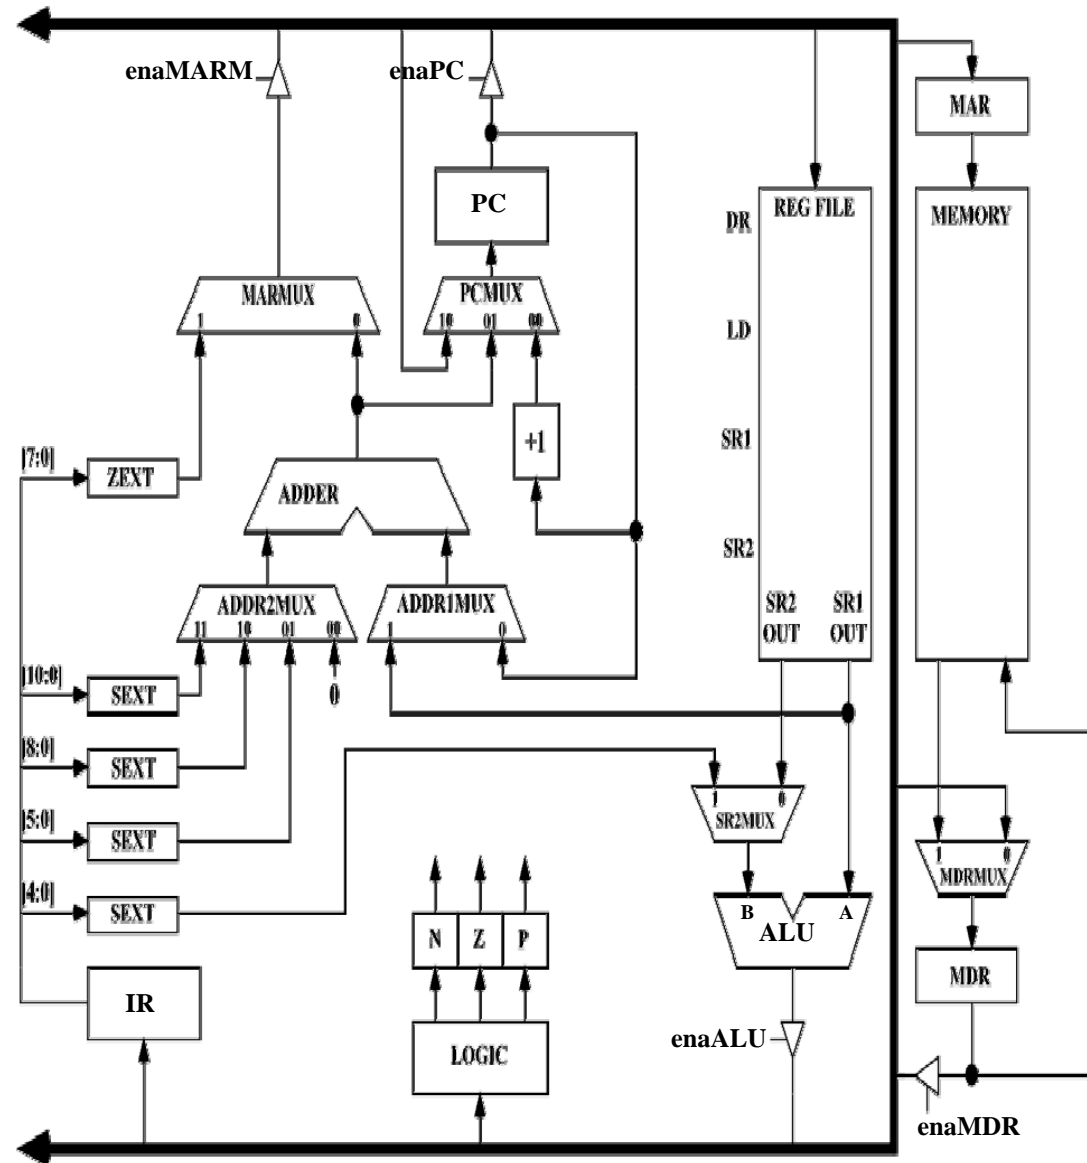 enaMARM
enaPC
MAR
PC
REG FILE
MEMORY
DR
MARMUX
1 0
PCMUX
10 01 00
LD
+1
SR1
[7:0]
ZEXT
ADDER
SR2
ADDR2MUX
11 10 01 00
ADDR1MUX
1 0
SR2 OUT
SR1 OUT
[10:0]
SEXT
0
[8:0]
SEXT
[5:0]
SEXT
[4:0]
SEXT
1 0
SR2MUX
1 0
MDRMUX
B A
ALU
N Z P
MDR
IR
LOGIC
enaALU
enaMDR